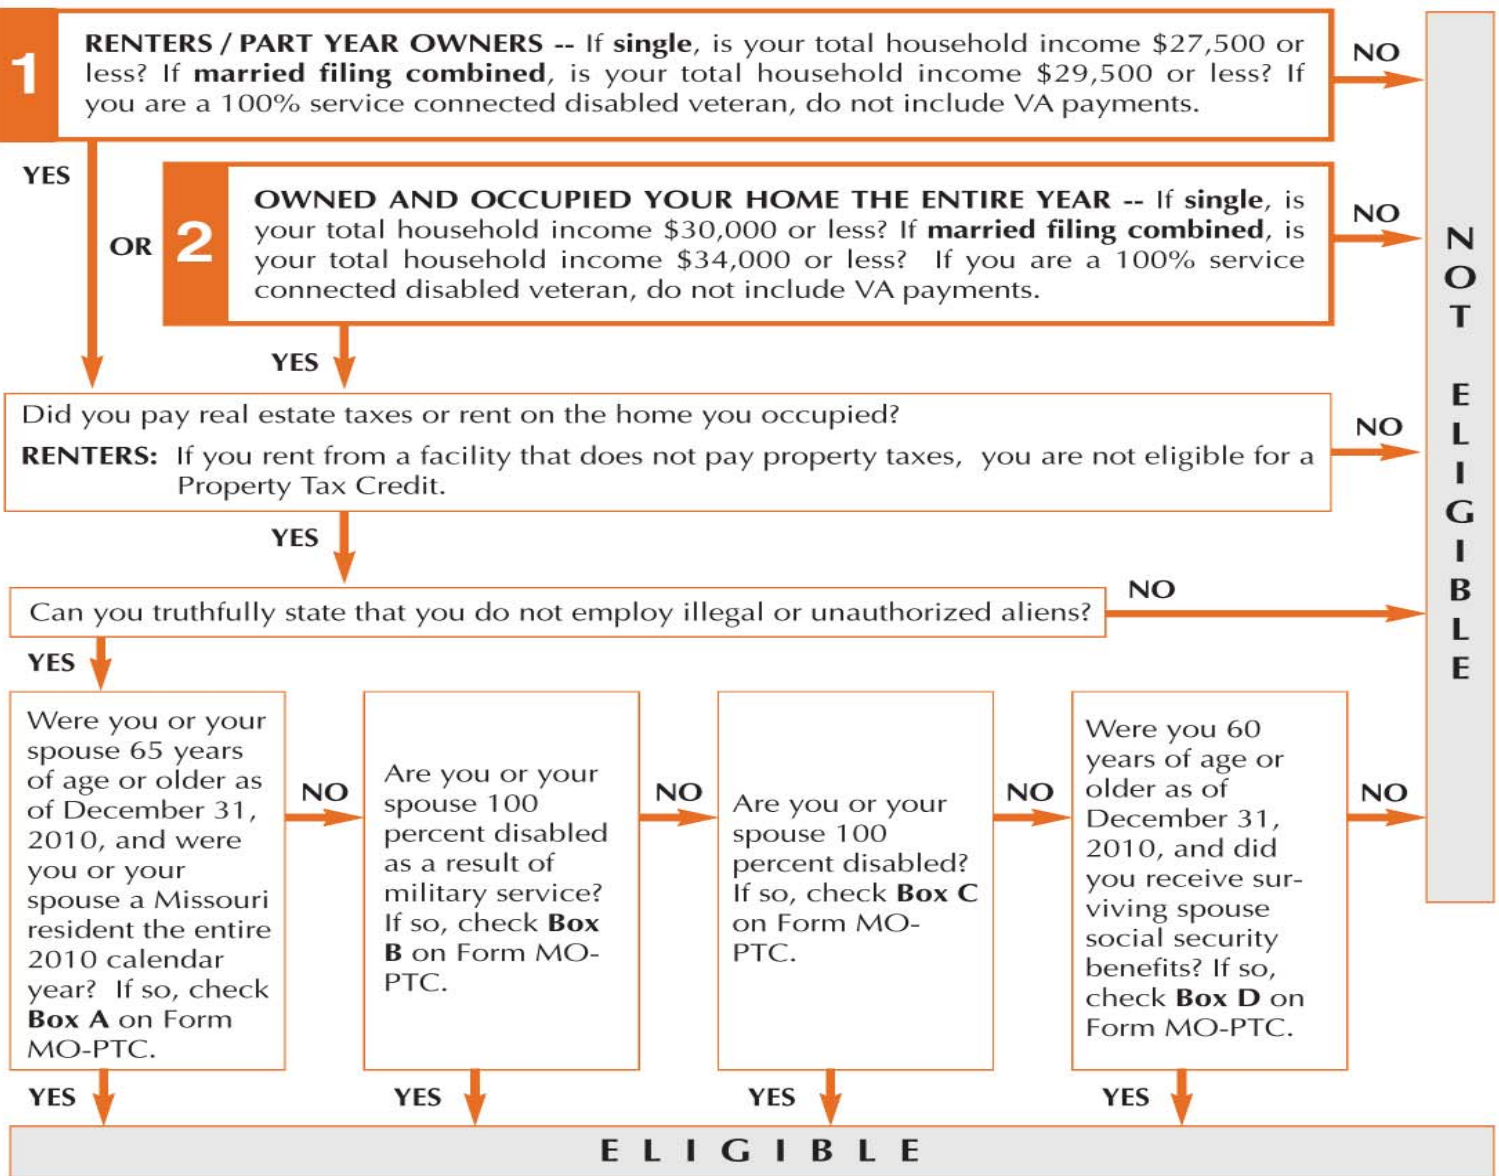 1
RENTERS / PART YEAR OWNERS -- If single, is your total household income $27,500 or
less? If married filing combined, is your total household income $29,500 or less? If
you are a 100% service connected disabled veteran, do not include VA payments.
NO
YES
OR
2
OWNED AND OCCUPIED YOUR HOME THE ENTIRE YEAR -- If single, is
your total household income $30,000 or less? If married filing combined, is
your total household income $34,000 or less? If you are a 100% service
connected disabled veteran, do not include VA payments.
NO
YES
Did you pay real estate taxes or rent on the home you occupied?
RENTERS: If you rent from a facility that does not pay property taxes, you are not eligible for a
Property Tax Credit.
NO
YES
Can you truthfully state that you do not employ illegal or unauthorized aliens?
NO
YES
Were you or your
spouse 65 years
of age or older as
of December 31,
2010, and were
you or your
spouse a Missouri
resident the entire
2010 calendar
year? If so, check
Box A on Form
MO-PTC.
NO
YES
Are you or your
spouse 100
percent disabled
as a result of
military service?
If so, check Box
B on Form MO-
PTC.
NO
YES
Are you or your
spouse 100
percent disabled?
If so, check Box C
on Form MO-
PTC.
NO
YES
Were you 60
years of age or
older as of
December 31,
2010, and did
you receive sur-
viving spouse
social security
benefits? If so,
check Box D on
Form MO-PTC.
NO
YES
NOT ELIGIBLE
ELIGIBLE